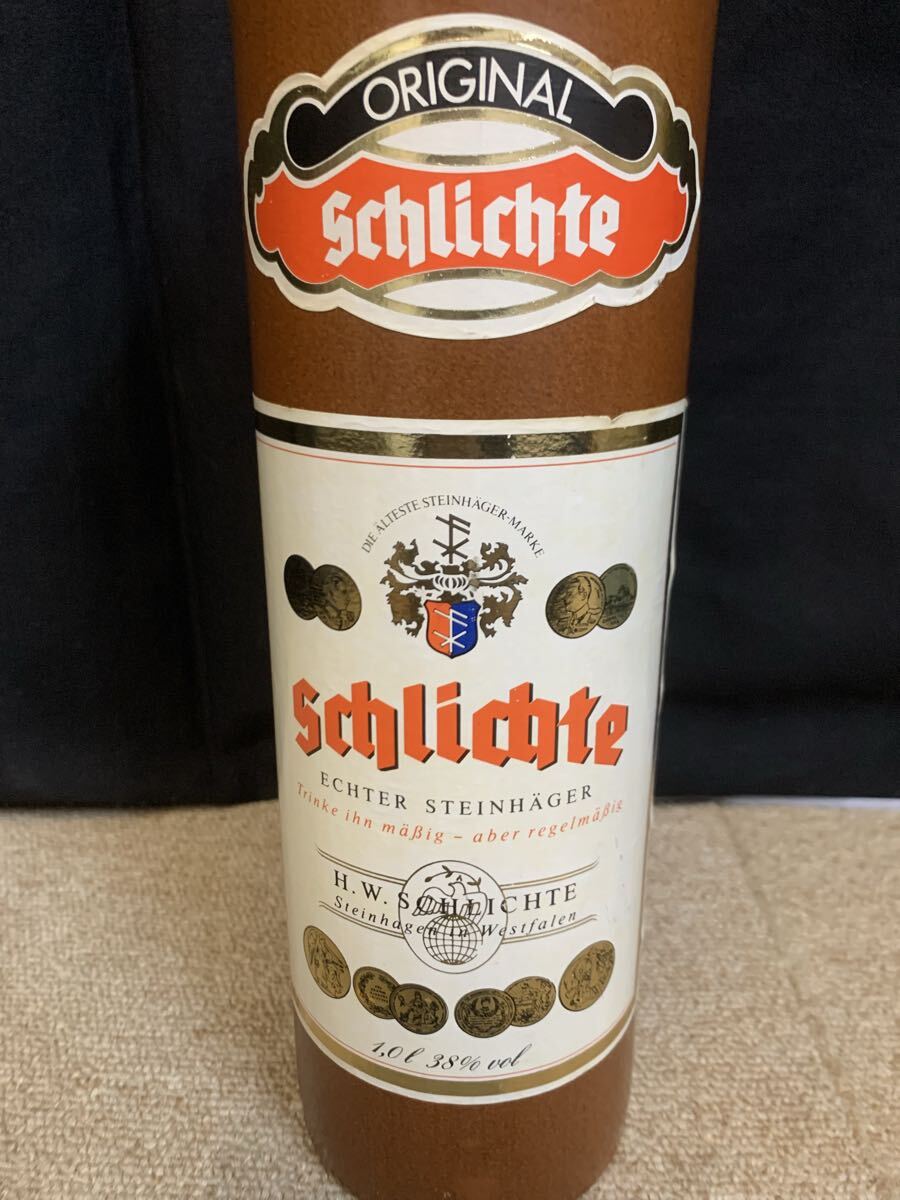 ORIGINAL
Schlichte
DIE ÄLTESTE STEINHÄGER-MARKE
Schlichte
ECHTER STEINHÄGER
Trinke ihn mäßig – aber regelmäßig
H.W. SCHLICHTE
Steinhagen in Westfalen
1,0 l 38% vol